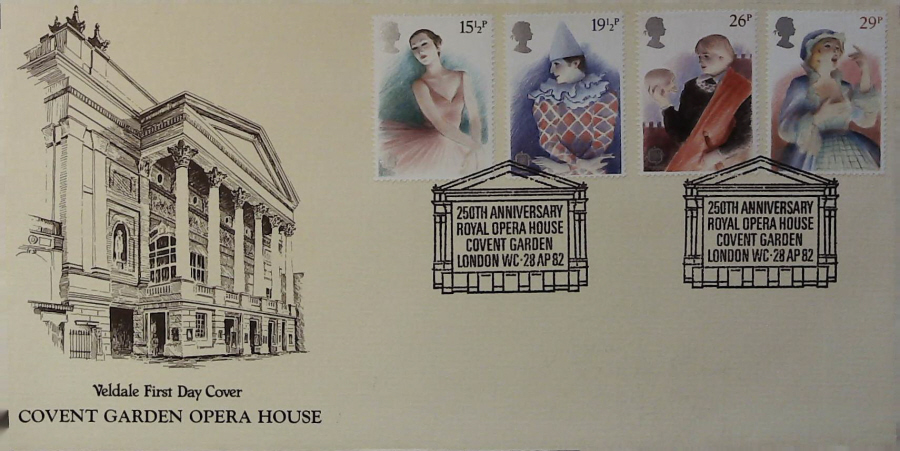 15½P
19½P
26P
29P
250TH ANNIVERSARY
ROYAL OPERA HOUSE
COVENT GARDEN
LONDON WC·28 AP 82
250TH ANNIVERSARY
ROYAL OPERA HOUSE
COVENT GARDEN
LONDON WC·28 AP 82
Veldale First Day Cover
COVENT GARDEN OPERA HOUSE